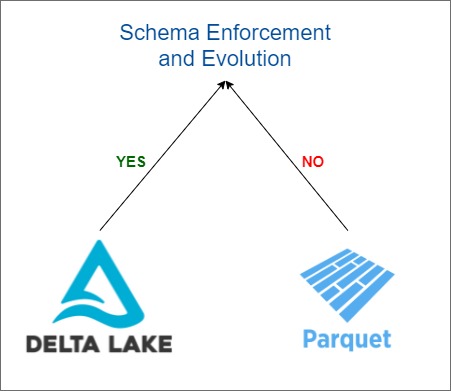 Schema Enforcement
and Evolution
YES
NO
DELTA LAKE
Parquet